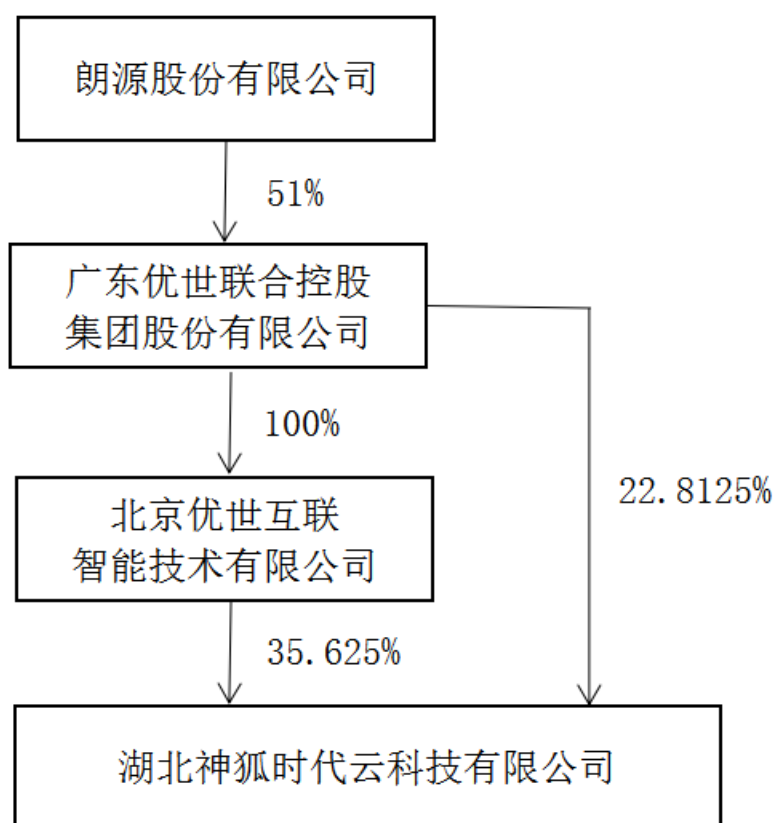 朗源股份有限公司
51%
广东优世联合控股
集团股份有限公司
100%
22.8125%
北京优世互联
智能技术有限公司
35.625%
湖北神狐时代云科技有限公司